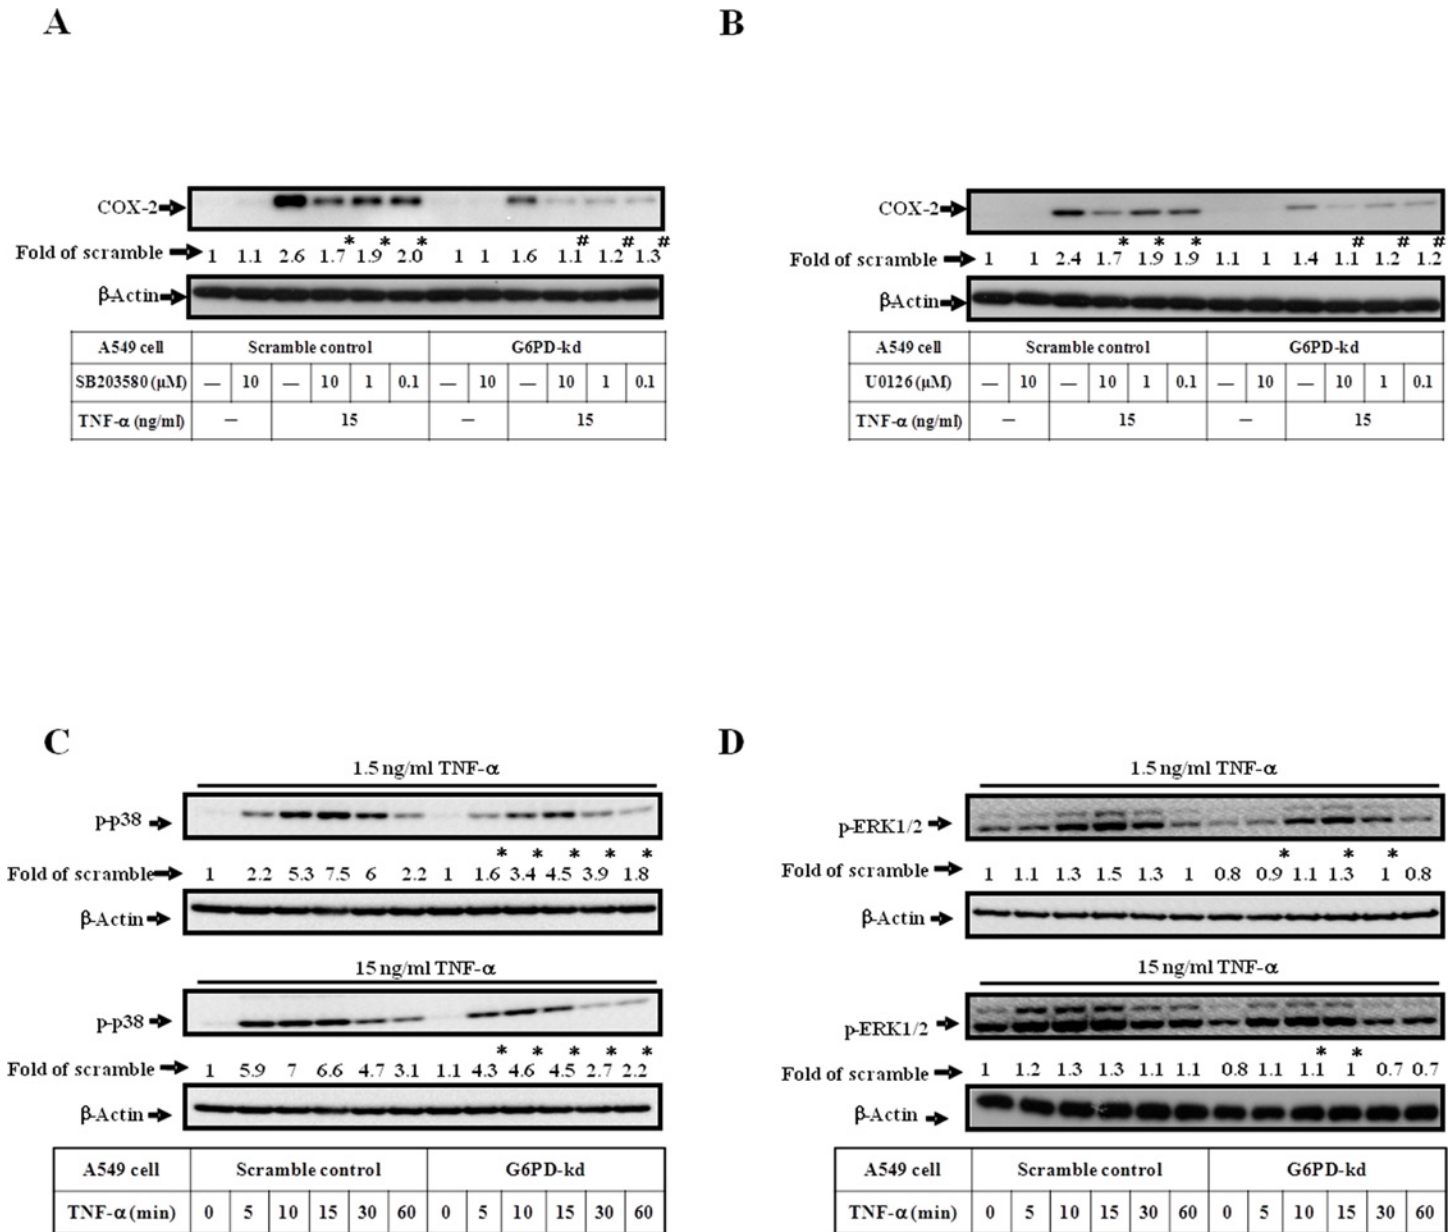 A
COX-2
* * * # # #
Fold of scramble 1 1.1 2.6 1.7 1.9 2.0 1 1 1.6 1.1 1.2 1.3
β-Actin
A549 cell Scramble control G6PD-kd
SB203580 (µM) — 10 — 10 1 0.1 — 10 — 10 1 0.1
TNF-α (ng/ml) — 15 — 15
B
COX-2
* * * # # #
Fold of scramble 1 1 2.4 1.7 1.9 1.9 1.1 1 1.4 1.1 1.2 1.2
β-Actin
A549 cell Scramble control G6PD-kd
U0126 (µM) — 10 — 10 1 0.1 — 10 — 10 1 0.1
TNF-α (ng/ml) — 15 — 15
C
1.5 ng/ml TNF-α
p-p38
* * * * *
Fold of scramble 1 2.2 5.3 7.5 6 2.2 1 1.6 3.4 4.5 3.9 1.8
β-Actin
15 ng/ml TNF-α
p-p38
* * * * *
Fold of scramble 1 5.9 7 6.6 4.7 3.1 1.1 4.3 4.6 4.5 2.7 2.2
β-Actin
A549 cell Scramble control G6PD-kd
TNF-α (min) 0 5 10 15 30 60 0 5 10 15 30 60
D
1.5 ng/ml TNF-α
p-ERK1/2
* * *
Fold of scramble 1 1.1 1.3 1.5 1.3 1 0.8 0.9 1.1 1.3 1 0.8
β-Actin
15 ng/ml TNF-α
p-ERK1/2
* *
Fold of scramble 1 1.2 1.3 1.3 1.1 1.1 0.8 1.1 1.1 1 0.7 0.7
β-Actin
A549 cell Scramble control G6PD-kd
TNF-α (min) 0 5 10 15 30 60 0 5 10 15 30 60